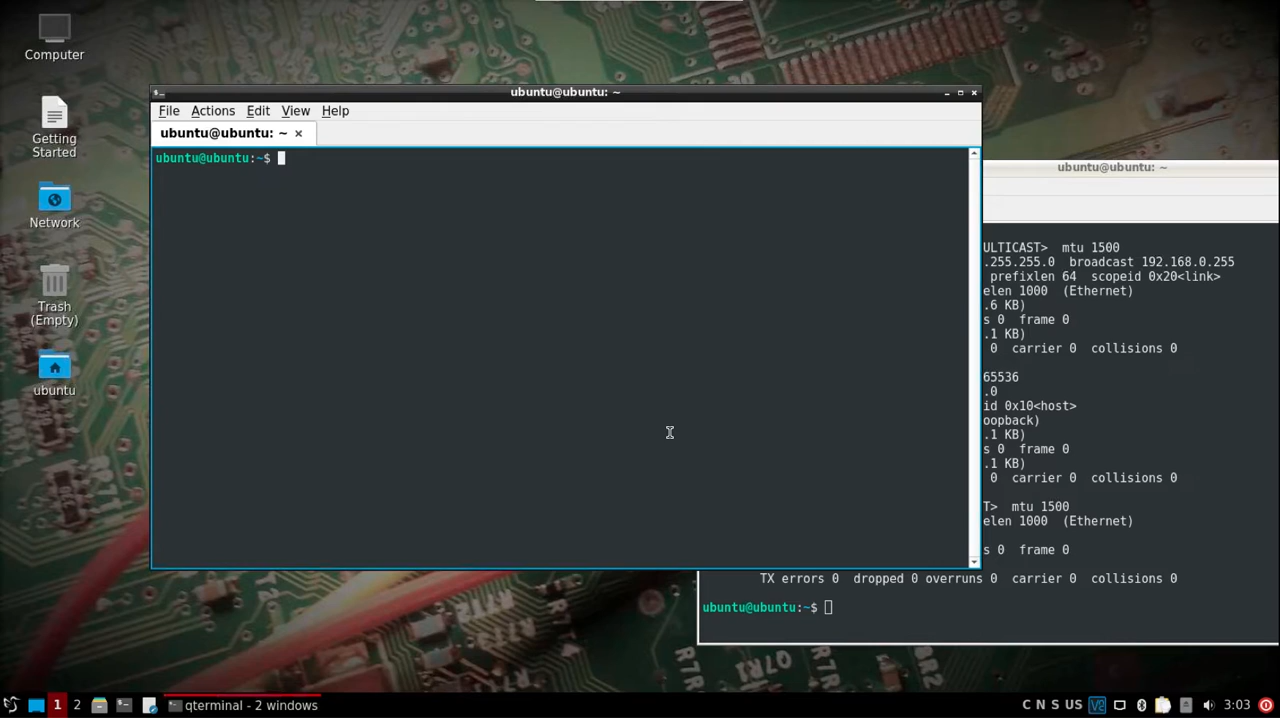 Computer
Getting
Started
Network
Trash
(Empty)
ubuntu
ubuntu@ubuntu: ~
File Actions Edit View Help
ubuntu@ubuntu: ~ ×
ubuntu@ubuntu:~$
ubuntu@ubuntu: ~
ULTICAST> mtu 1500
.255.255.0 broadcast 192.168.0.255
prefixlen 64 scopeid 0x20<link>
elen 1000 (Ethernet)
.6 KB)
s 0 frame 0
.1 KB)
0 carrier 0 collisions 0
65536
.0
id 0x10<host>
oopback)
.1 KB)
s 0 frame 0
.1 KB)
0 carrier 0 collisions 0
T> mtu 1500
elen 1000 (Ethernet)
s 0 frame 0
TX errors 0 dropped 0 overruns 0 carrier 0 collisions 0
ubuntu@ubuntu:~$
1 2 qterminal - 2 windows
C N S US 3:03